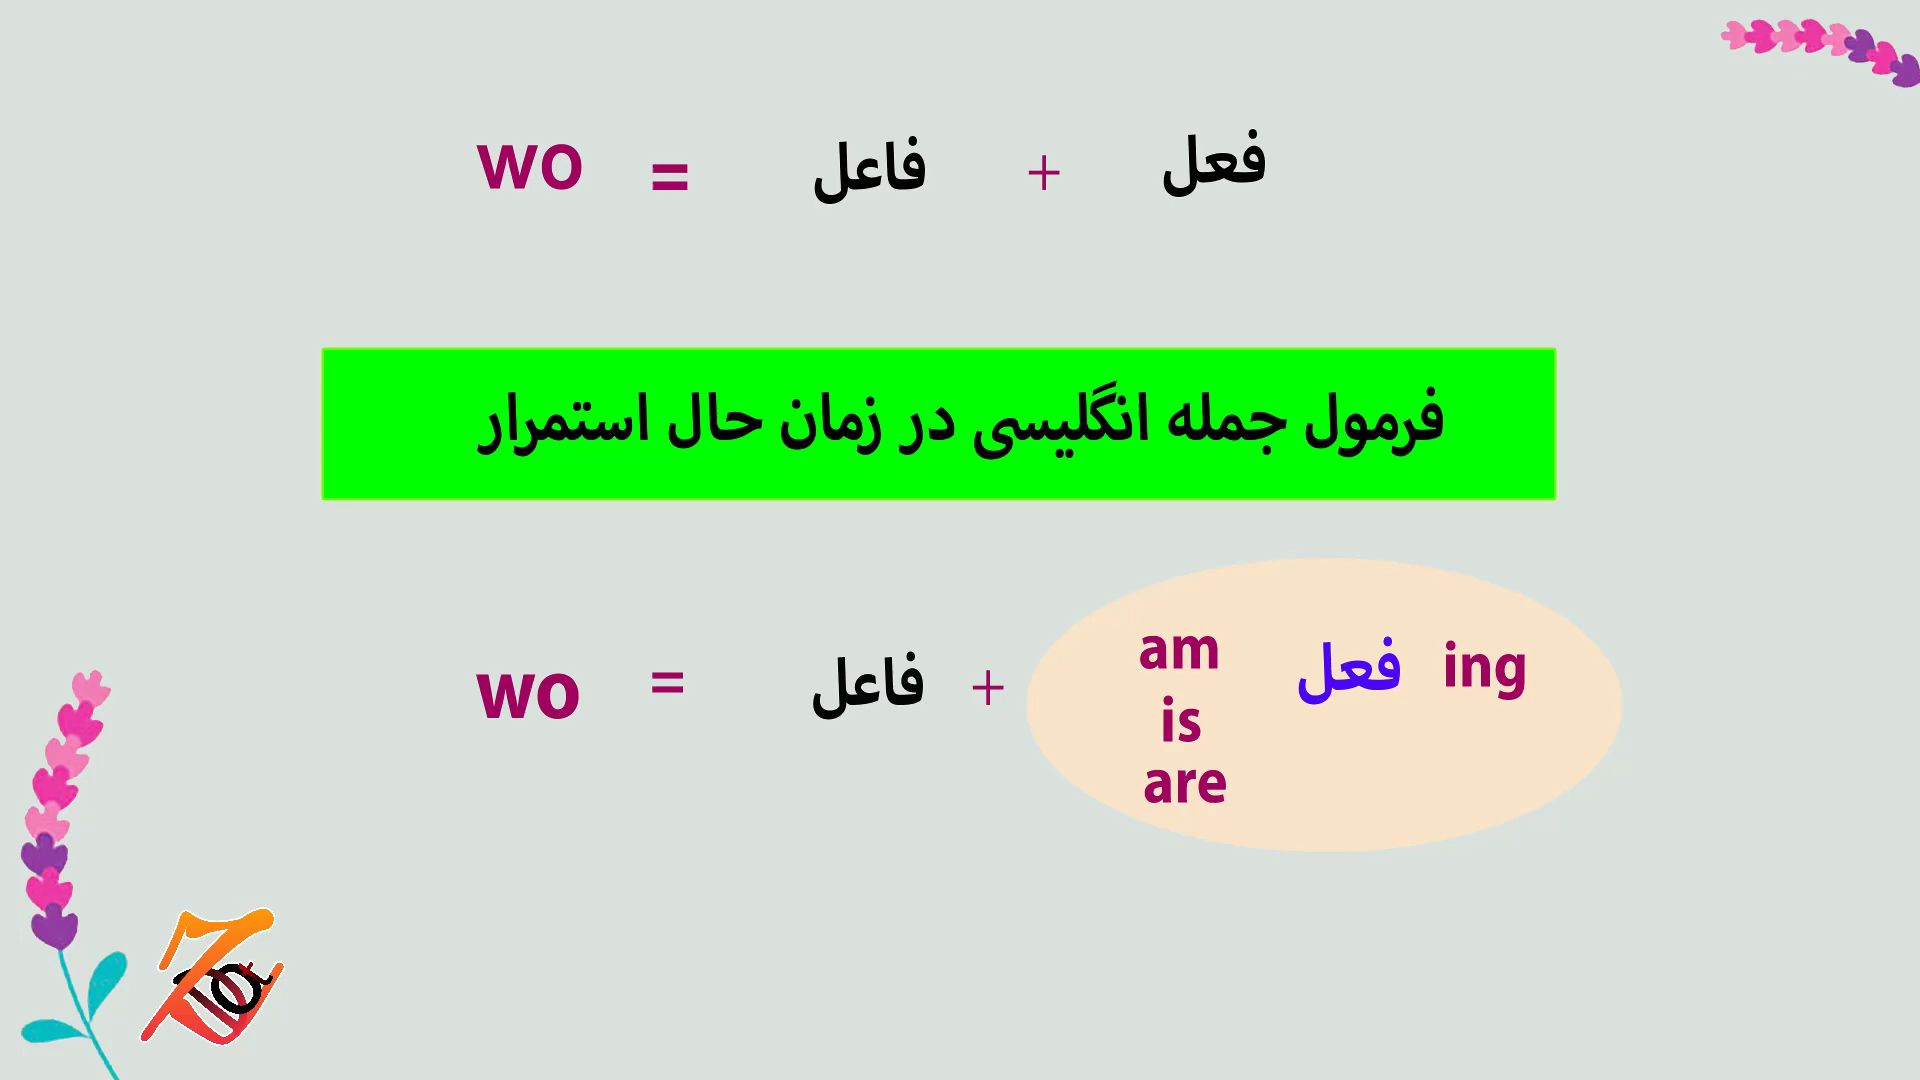 wo = فاعل + فعل
فرمول جمله انگلیسی در زمان حال استمرار
wo = فاعل + am فعل ing
is
are